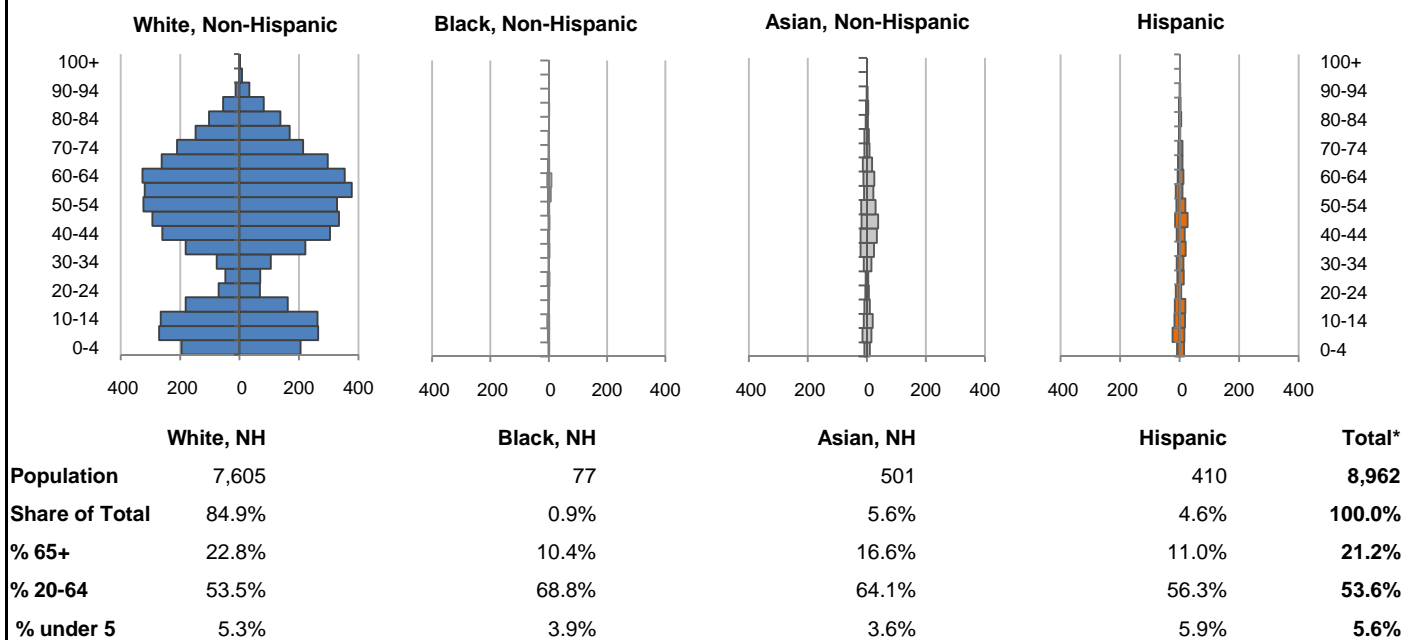 White, Non-Hispanic Black, Non-Hispanic Asian, Non-Hispanic Hispanic
100+ 100+
90-94 90-94
80-84 80-84
70-74 70-74
60-64 60-64
50-54 50-54
40-44 40-44
30-34 30-34
20-24 20-24
10-14 10-14
0-4 0-4
400 200 0 200 400 400 200 0 200 400 400 200 0 200 400 400 200 0 200 400
White, NH Black, NH Asian, NH Hispanic Total*
Population 7,605 77 501 410 8,962
Share of Total 84.9% 0.9% 5.6% 4.6% 100.0%
% 65+ 22.8% 10.4% 16.6% 11.0% 21.2%
% 20-64 53.5% 68.8% 64.1% 56.3% 53.6%
% under 5 5.3% 3.9% 3.6% 5.9% 5.6%